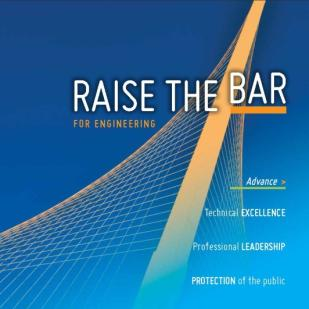 RAISE THE BAR
FOR ENGINEERING
Advance >
Technical EXCELLENCE
Professional LEADERSHIP
PROTECTION of the public